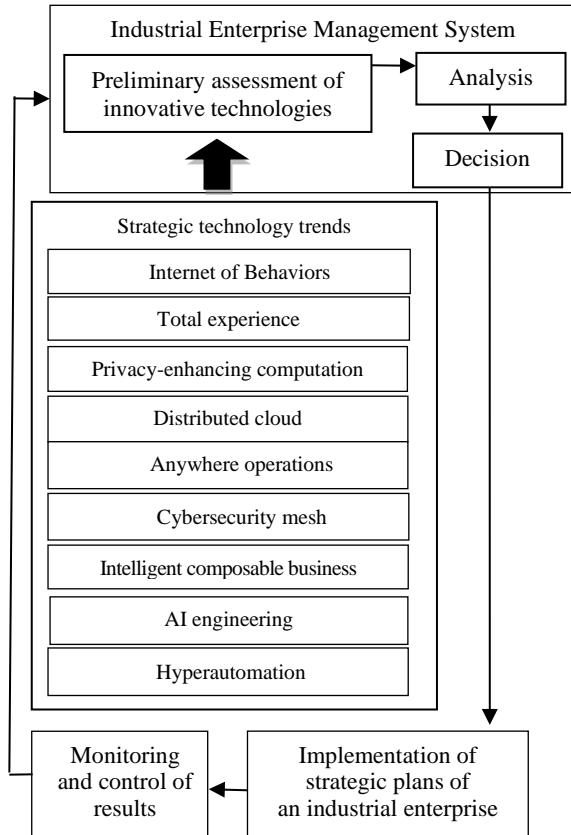 Industrial Enterprise Management System
Preliminary assessment of
innovative technologies
Analysis
Decision
Strategic technology trends
Internet of Behaviors
Total experience
Privacy-enhancing computation
Distributed cloud
Anywhere operations
Cybersecurity mesh
Intelligent composable business
AI engineering
Hyperautomation
Monitoring
and control of
results
Implementation of
strategic plans of
an industrial enterprise